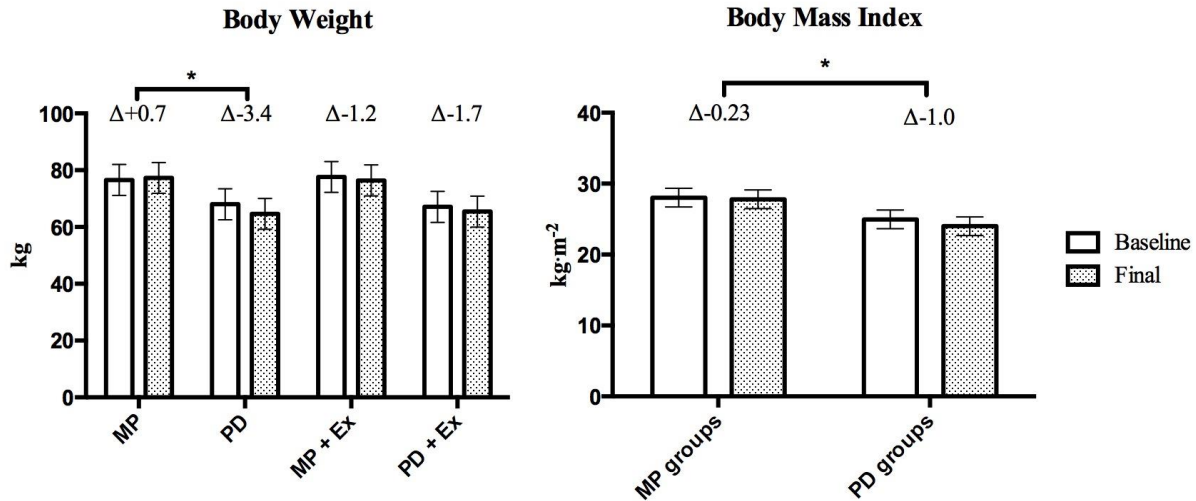 Body Weight
*
Δ+0.7 Δ-3.4 Δ-1.2 Δ-1.7
100
80
60
40
20
0
kg
MP PD MP + Ex PD + Ex
Body Mass Index
*
Δ-0.23 Δ-1.0
40
30
20
10
0
kg·m-2
MP groups PD groups
Baseline
Final